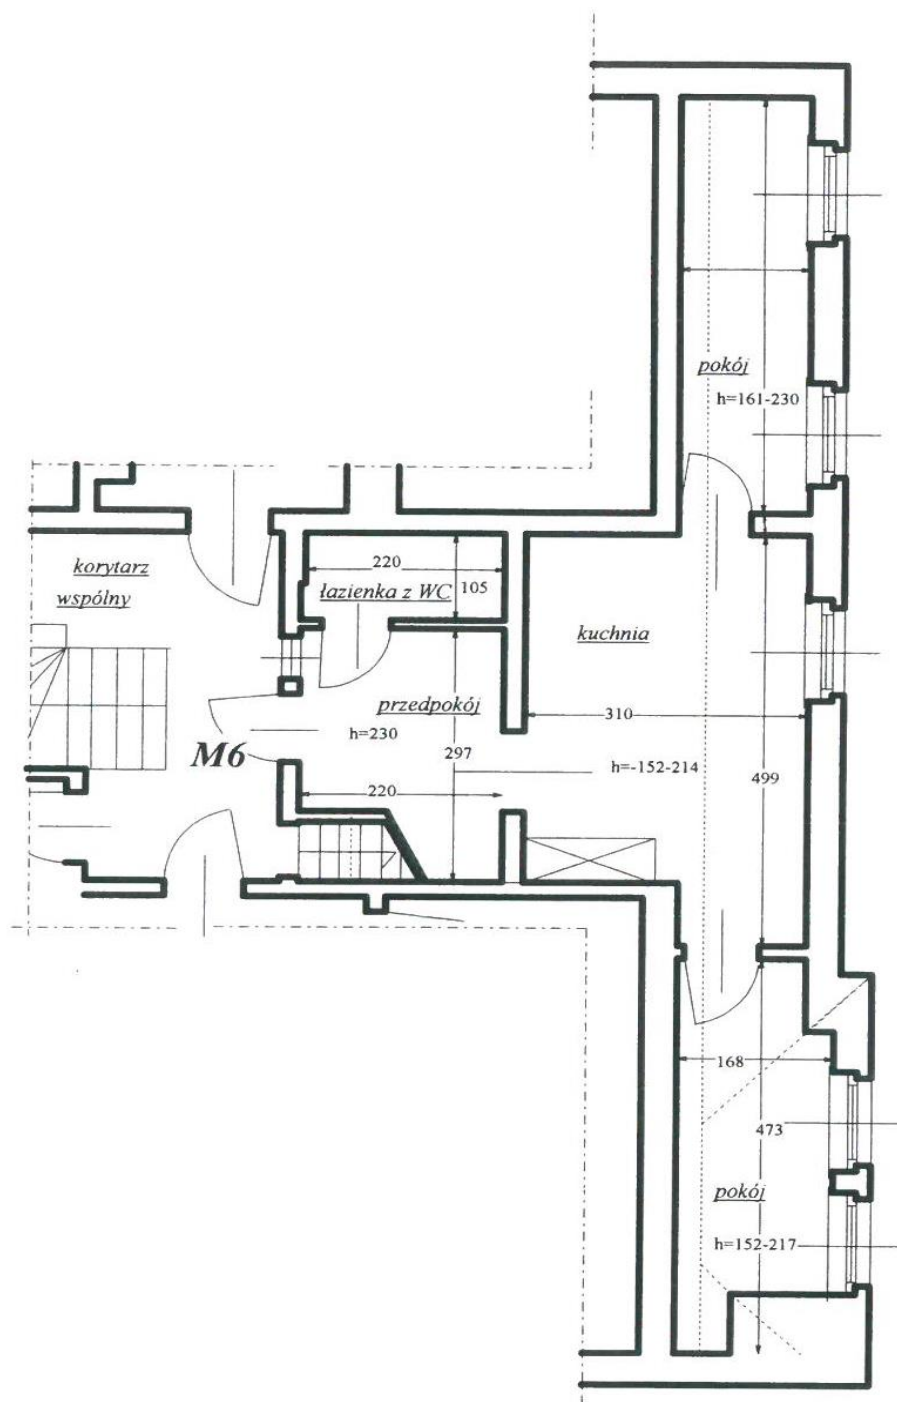 pokój
h=161-230
korytarz
wspólny
220
łazienka z WC
105
kuchnia
przedpokój
h=230
M6
297
220
310
h=-152-214
499
168
473
pokój
h=152-217